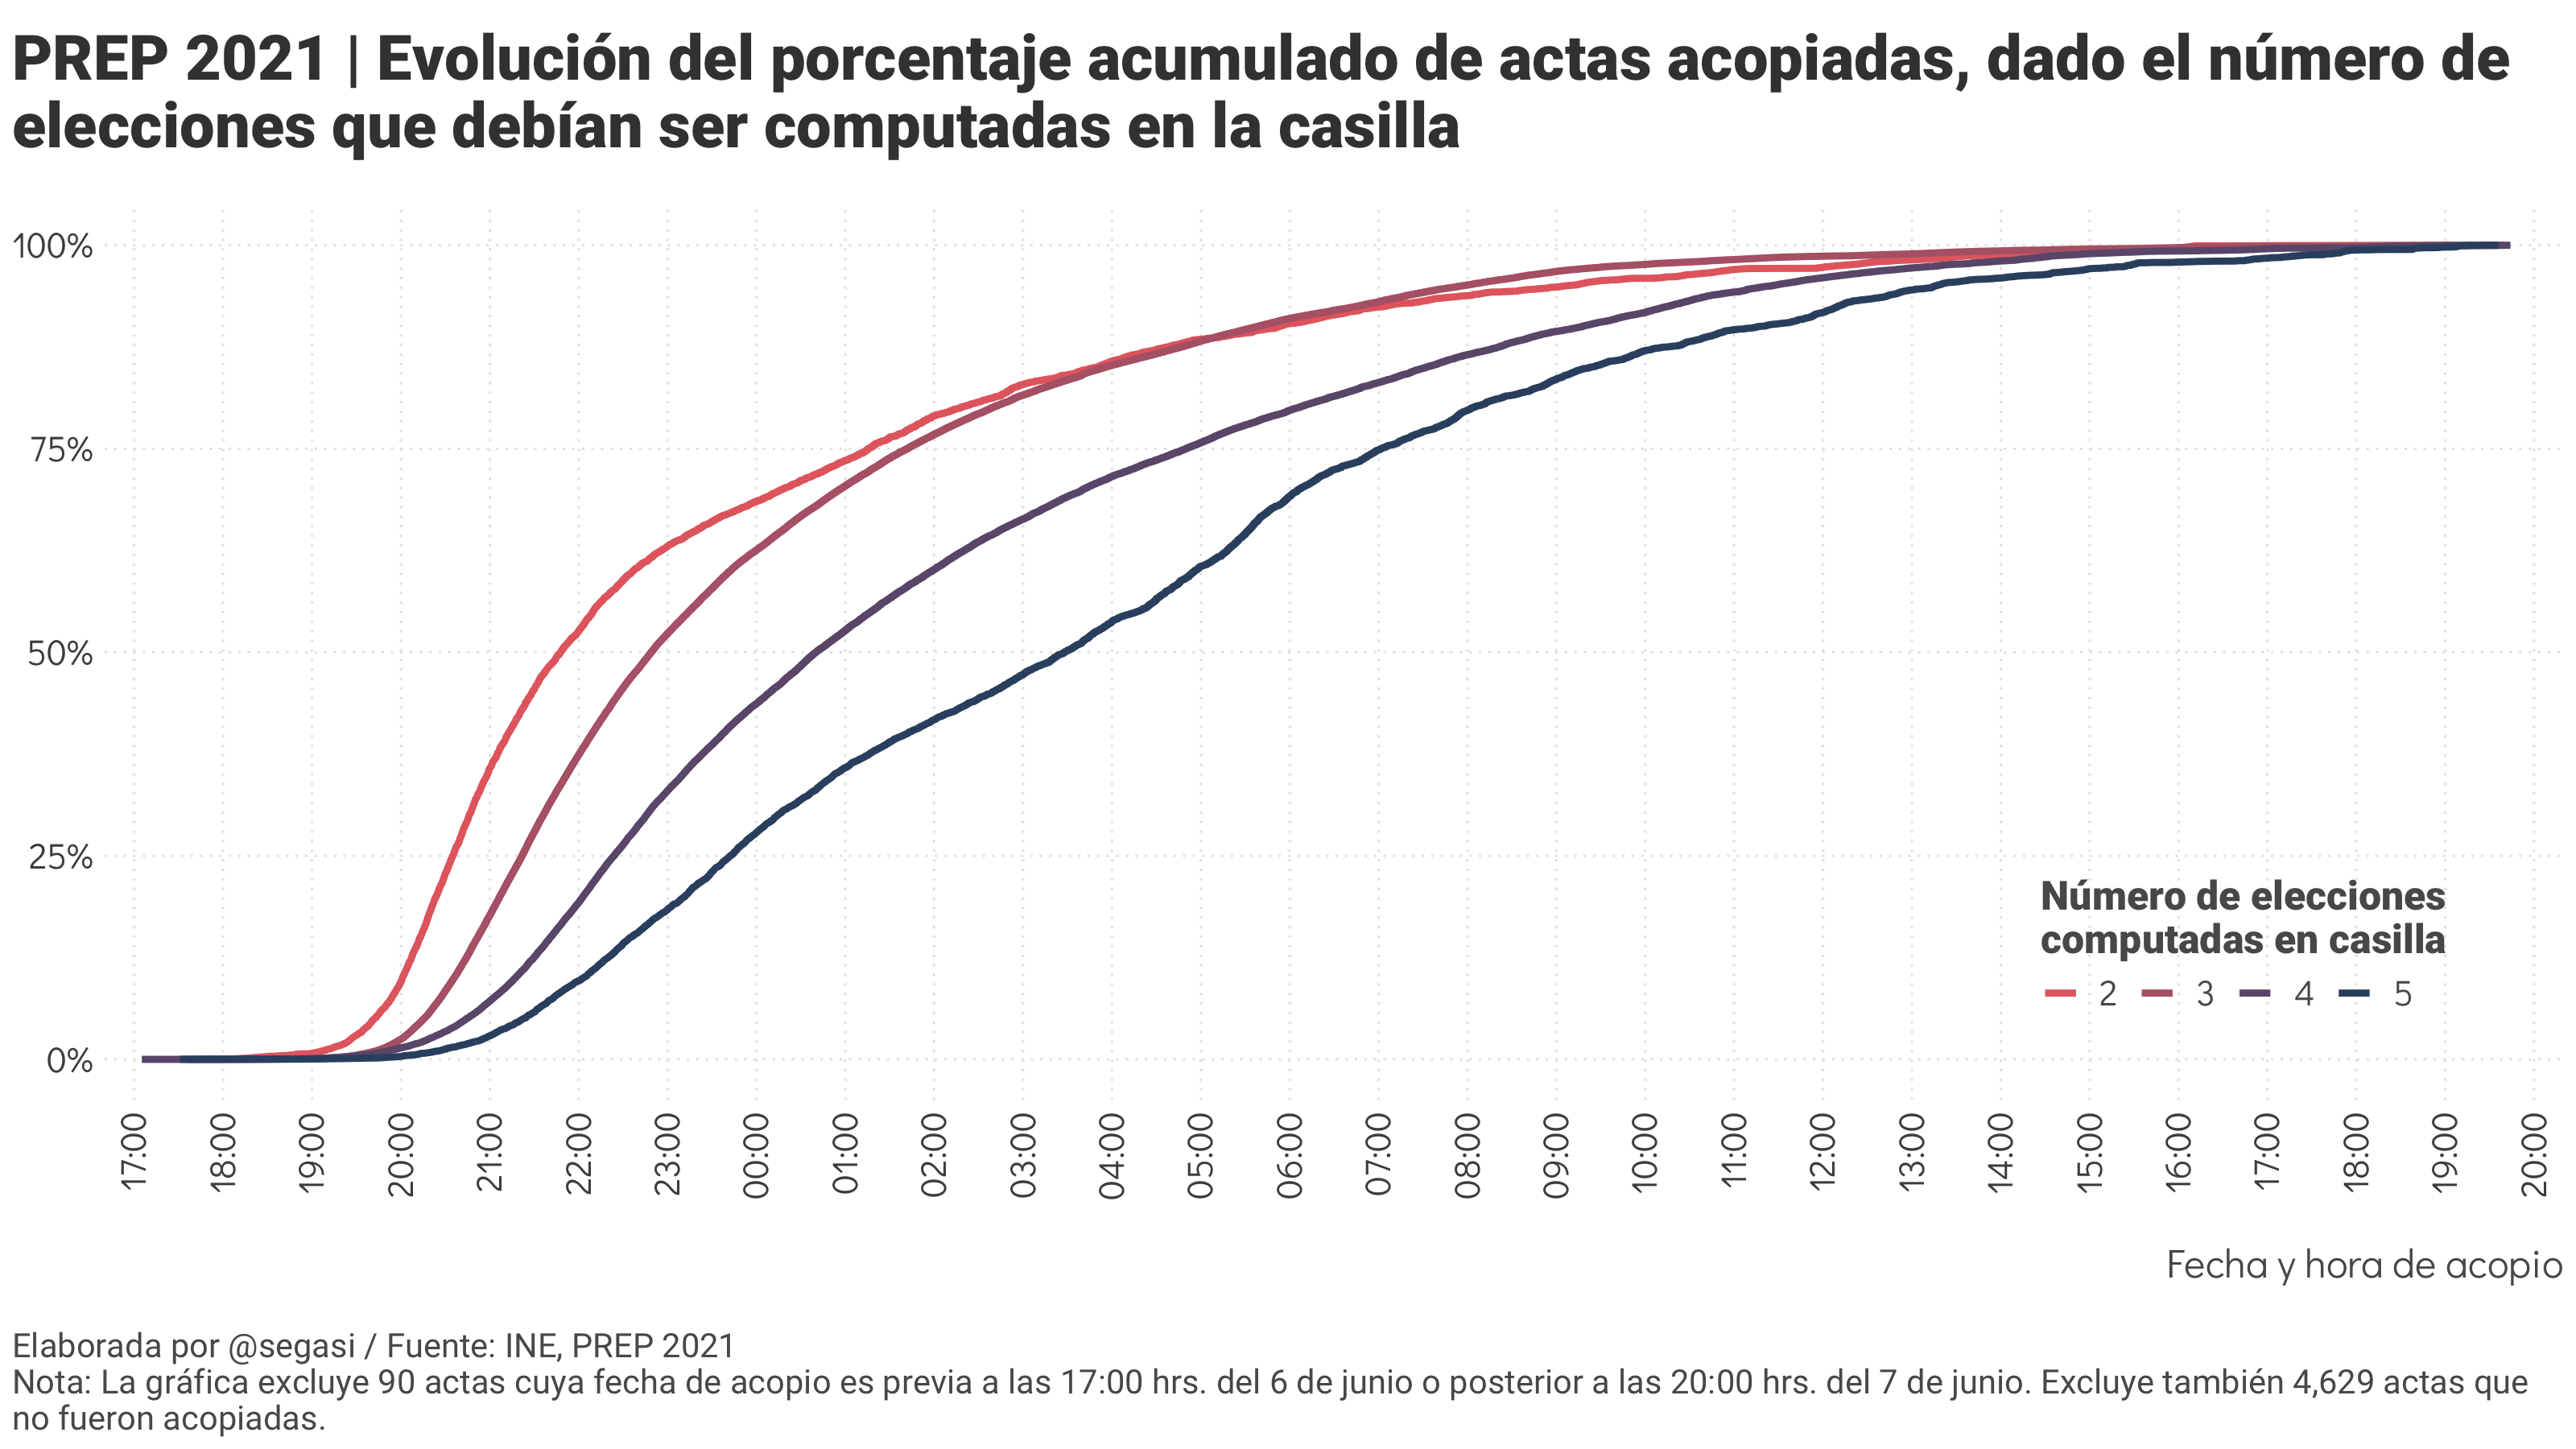 PREP 2021 | Evolución del porcentaje acumulado de actas acopiadas, dado el número de
elecciones que debían ser computadas en la casilla
100%
75%
50%
25%
0%
Número de elecciones
computadas en casilla
2 3 4 5
17:00 18:00 19:00 20:00 21:00 22:00 23:00 00:00 01:00 02:00 03:00 04:00 05:00 06:00 07:00 08:00 09:00 10:00 11:00 12:00 13:00 14:00 15:00 16:00 17:00 18:00 19:00 20:00
Fecha y hora de acopio
Elaborada por @segasi / Fuente: INE, PREP 2021
Nota: La gráfica excluye 90 actas cuya fecha de acopio es previa a las 17:00 hrs. del 6 de junio o posterior a las 20:00 hrs. del 7 de junio. Excluye también 4,629 actas que
no fueron acopiadas.